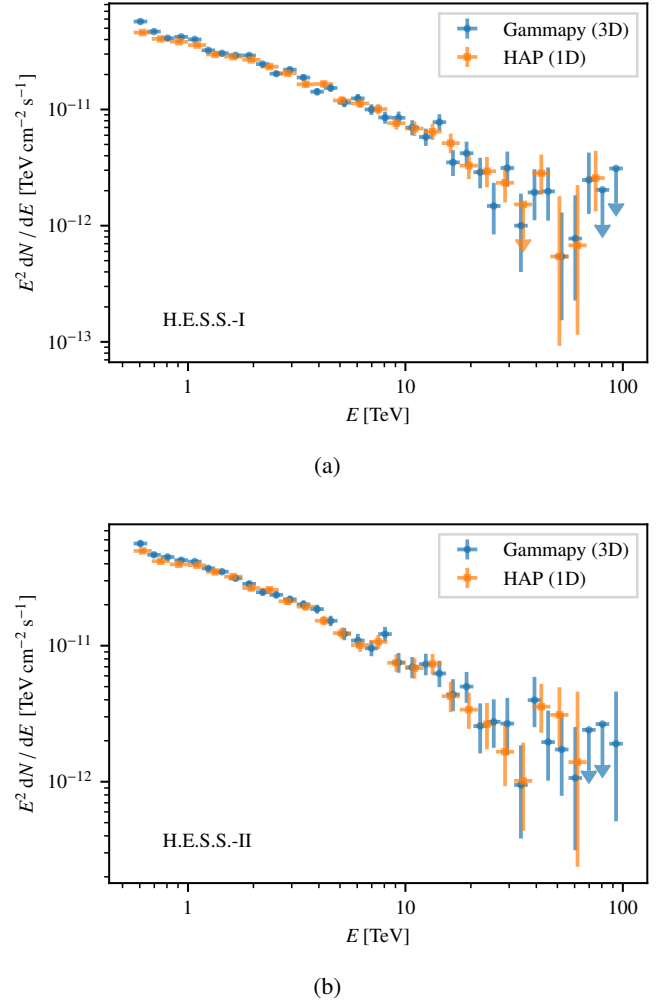 Gammapy (3D)
HAP (1D)
10⁻¹¹
10⁻¹²
10⁻¹³
E² dN / dE [TeV cm⁻² s⁻¹]
H.E.S.S.-I
1 10 100
E [TeV]
(a)
Gammapy (3D)
HAP (1D)
10⁻¹¹
10⁻¹²
E² dN / dE [TeV cm⁻² s⁻¹]
H.E.S.S.-II
1 10 100
E [TeV]
(b)